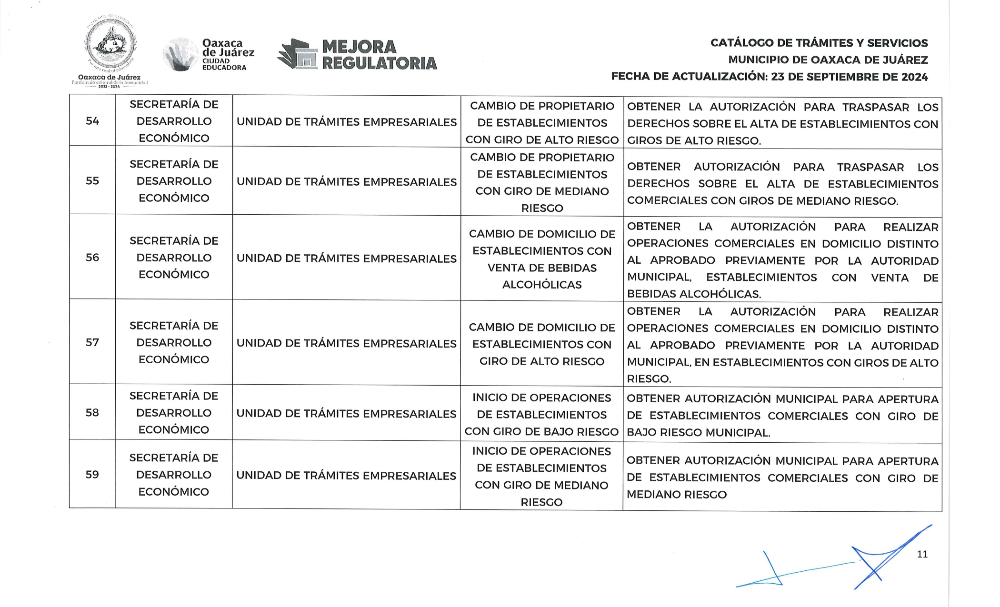 Oaxaca de Juárez
Patrimonio cultural de la humanidad
2022 - 2024
Oaxaca
de Juárez
CIUDAD
EDUCADORA
MEJORA
REGULATORIA
CATÁLOGO DE TRÁMITES Y SERVICIOS
MUNICIPIO DE OAXACA DE JUÁREZ
FECHA DE ACTUALIZACIÓN: 23 DE SEPTIEMBRE DE 2024
54
SECRETARÍA DE
DESARROLLO
ECONÓMICO
UNIDAD DE TRÁMITES EMPRESARIALES
CAMBIO DE PROPIETARIO
DE ESTABLECIMIENTOS
CON GIRO DE ALTO RIESGO
OBTENER LA AUTORIZACIÓN PARA TRASPASAR LOS
DERECHOS SOBRE EL ALTA DE ESTABLECIMIENTOS CON
GIROS DE ALTO RIESGO.
55
SECRETARÍA DE
DESARROLLO
ECONÓMICO
UNIDAD DE TRÁMITES EMPRESARIALES
CAMBIO DE PROPIETARIO
DE ESTABLECIMIENTOS
CON GIRO DE MEDIANO
RIESGO
OBTENER AUTORIZACIÓN PARA TRASPASAR LOS
DERECHOS SOBRE EL ALTA DE ESTABLECIMIENTOS
COMERCIALES CON GIROS DE MEDIANO RIESGO.
56
SECRETARÍA DE
DESARROLLO
ECONÓMICO
UNIDAD DE TRÁMITES EMPRESARIALES
CAMBIO DE DOMICILIO DE
ESTABLECIMIENTOS CON
VENTA DE BEBIDAS
ALCOHÓLICAS
OBTENER LA AUTORIZACIÓN PARA REALIZAR
OPERACIONES COMERCIALES EN DOMICILIO DISTINTO
AL APROBADO PREVIAMENTE POR LA AUTORIDAD
MUNICIPAL, ESTABLECIMIENTOS CON VENTA DE
BEBIDAS ALCOHÓLICAS.
57
SECRETARÍA DE
DESARROLLO
ECONÓMICO
UNIDAD DE TRÁMITES EMPRESARIALES
CAMBIO DE DOMICILIO DE
ESTABLECIMIENTOS CON
GIRO DE ALTO RIESGO
OBTENER LA AUTORIZACIÓN PARA REALIZAR
OPERACIONES COMERCIALES EN DOMICILIO DISTINTO
AL APROBADO PREVIAMENTE POR LA AUTORIDAD
MUNICIPAL, EN ESTABLECIMIENTOS CON GIROS DE ALTO
RIESGO.
58
SECRETARÍA DE
DESARROLLO
ECONÓMICO
UNIDAD DE TRÁMITES EMPRESARIALES
INICIO DE OPERACIONES
DE ESTABLECIMIENTOS
CON GIRO DE BAJO RIESGO
OBTENER AUTORIZACIÓN MUNICIPAL PARA APERTURA
DE ESTABLECIMIENTOS COMERCIALES CON GIRO DE
BAJO RIESGO MUNICIPAL.
59
SECRETARÍA DE
DESARROLLO
ECONÓMICO
UNIDAD DE TRÁMITES EMPRESARIALES
INICIO DE OPERACIONES
DE ESTABLECIMIENTOS
CON GIRO DE MEDIANO
RIESGO
OBTENER AUTORIZACIÓN MUNICIPAL PARA APERTURA
DE ESTABLECIMIENTOS COMERCIALES CON GIRO DE
MEDIANO RIESGO
11